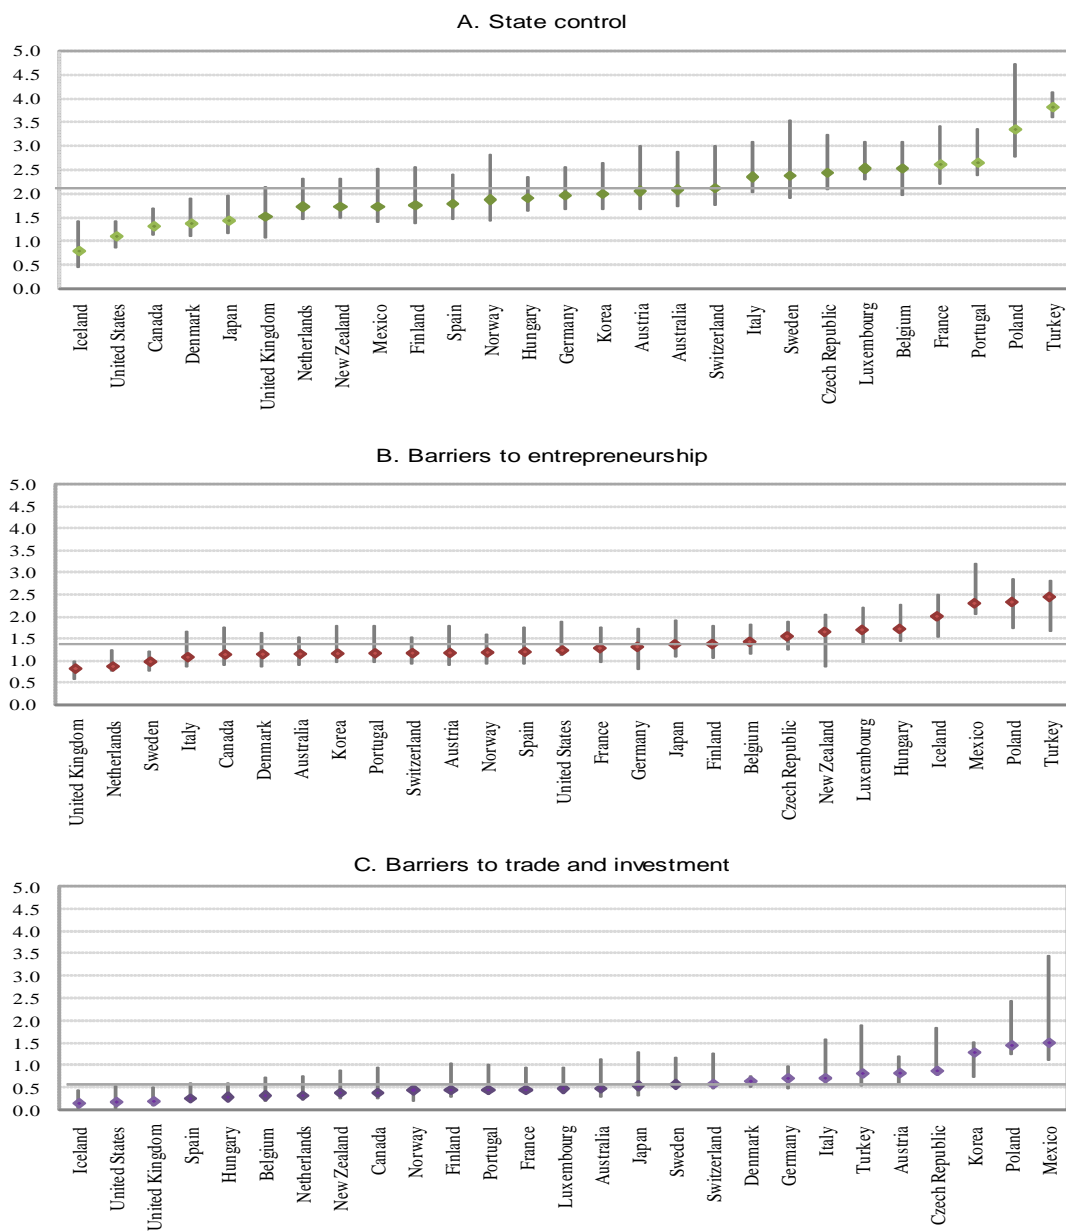 A. State control
5.0
4.5
4.0
3.5
3.0
2.5
2.0
1.5
1.0
0.5
0.0
Iceland
United States
Canada
Denmark
Japan
United Kingdom
Netherlands
New Zealand
Mexico
Finland
Spain
Norway
Hungary
Germany
Korea
Austria
Australia
Switzerland
Italy
Sweden
Czech Republic
Luxembourg
Belgium
France
Portugal
Poland
Turkey
B. Barriers to entrepreneurship
5.0
4.5
4.0
3.5
3.0
2.5
2.0
1.5
1.0
0.5
0.0
United Kingdom
Netherlands
Sweden
Italy
Canada
Denmark
Australia
Korea
Portugal
Switzerland
Austria
Norway
Spain
United States
France
Germany
Japan
Finland
Belgium
Czech Republic
New Zealand
Luxembourg
Hungary
Iceland
Mexico
Poland
Turkey
C. Barriers to trade and investment
5.0
4.5
4.0
3.5
3.0
2.5
2.0
1.5
1.0
0.5
0.0
Iceland
United States
United Kingdom
Spain
Hungary
Belgium
Netherlands
New Zealand
Canada
Norway
Finland
Portugal
France
Luxembourg
Australia
Japan
Sweden
Switzerland
Denmark
Germany
Italy
Turkey
Austria
Czech Republic
Korea
Poland
Mexico